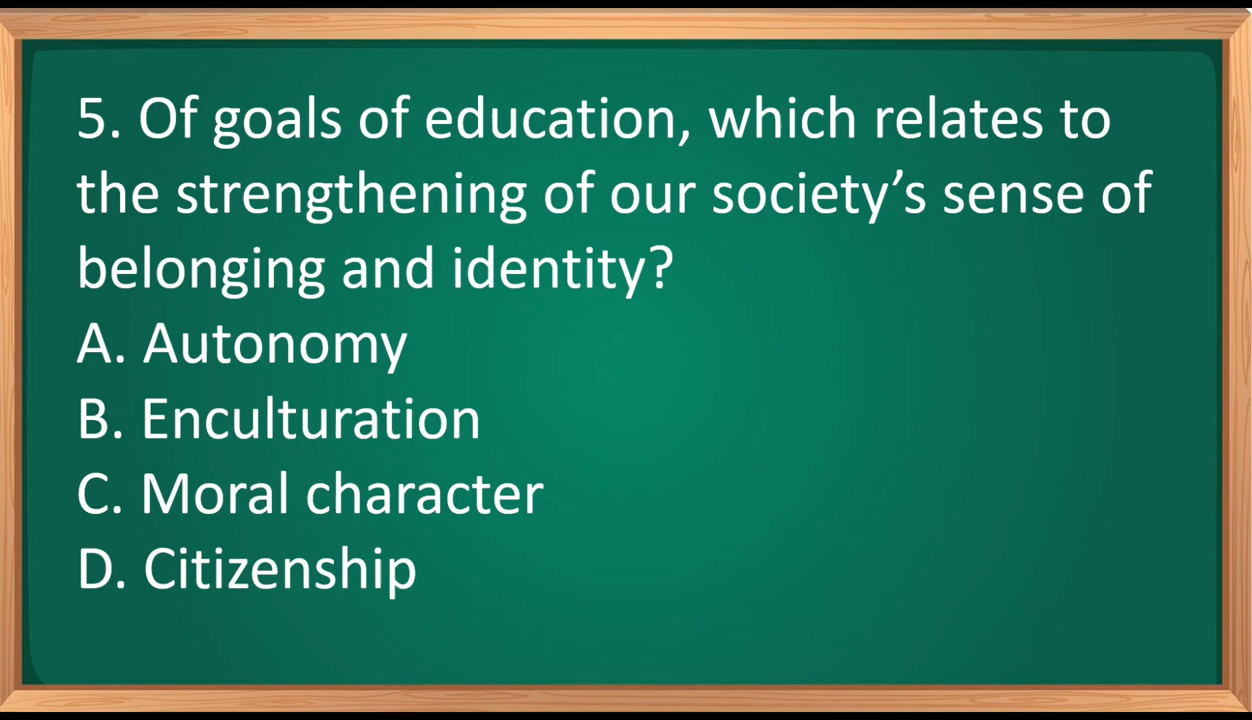 5. Of goals of education, which relates to
the strengthening of our society’s sense of
belonging and identity?
A. Autonomy
B. Enculturation
C. Moral character
D. Citizenship